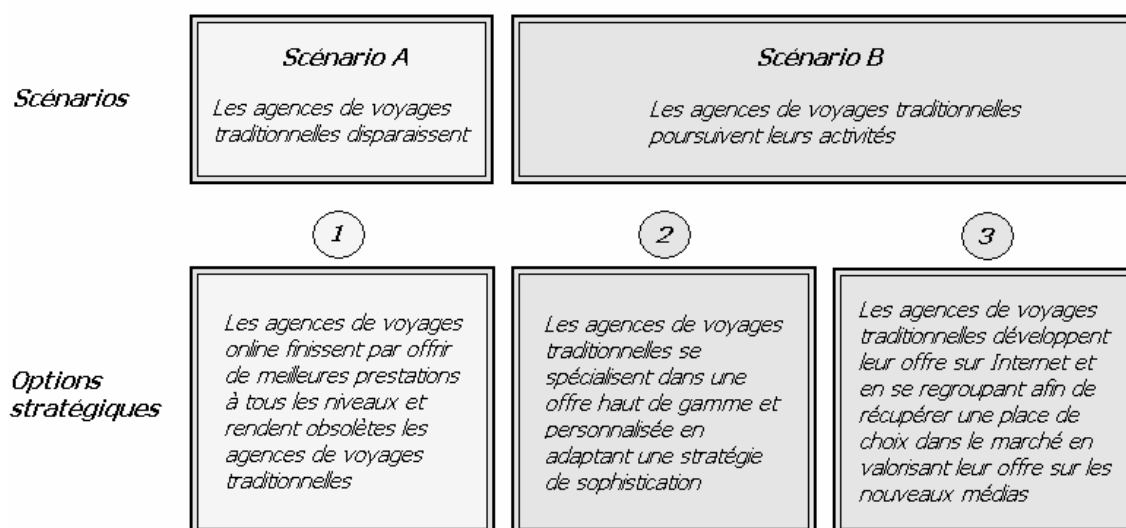 Scénarios
Scénario A
Les agences de voyages
traditionnelles disparaissent
Scénario B
Les agences de voyages traditionnelles
poursuivent leurs activités
1
2
3
Options
stratégiques
Les agences de voyages
online finissent par offrir
de meilleures prestations
à tous les niveaux et
rendent obsolètes les
agences de voyages
traditionnelles
Les agences de voyages
traditionnelles se
spécialisent dans une
offre haut de gamme et
personnalisée en
adaptant une stratégie
de sophistication
Les agences de voyages
traditionnelles développent
leur offre sur Internet et
en se regroupant afin de
récupérer une place de
choix dans le marché en
valorisant leur offre sur les
nouveaux médias